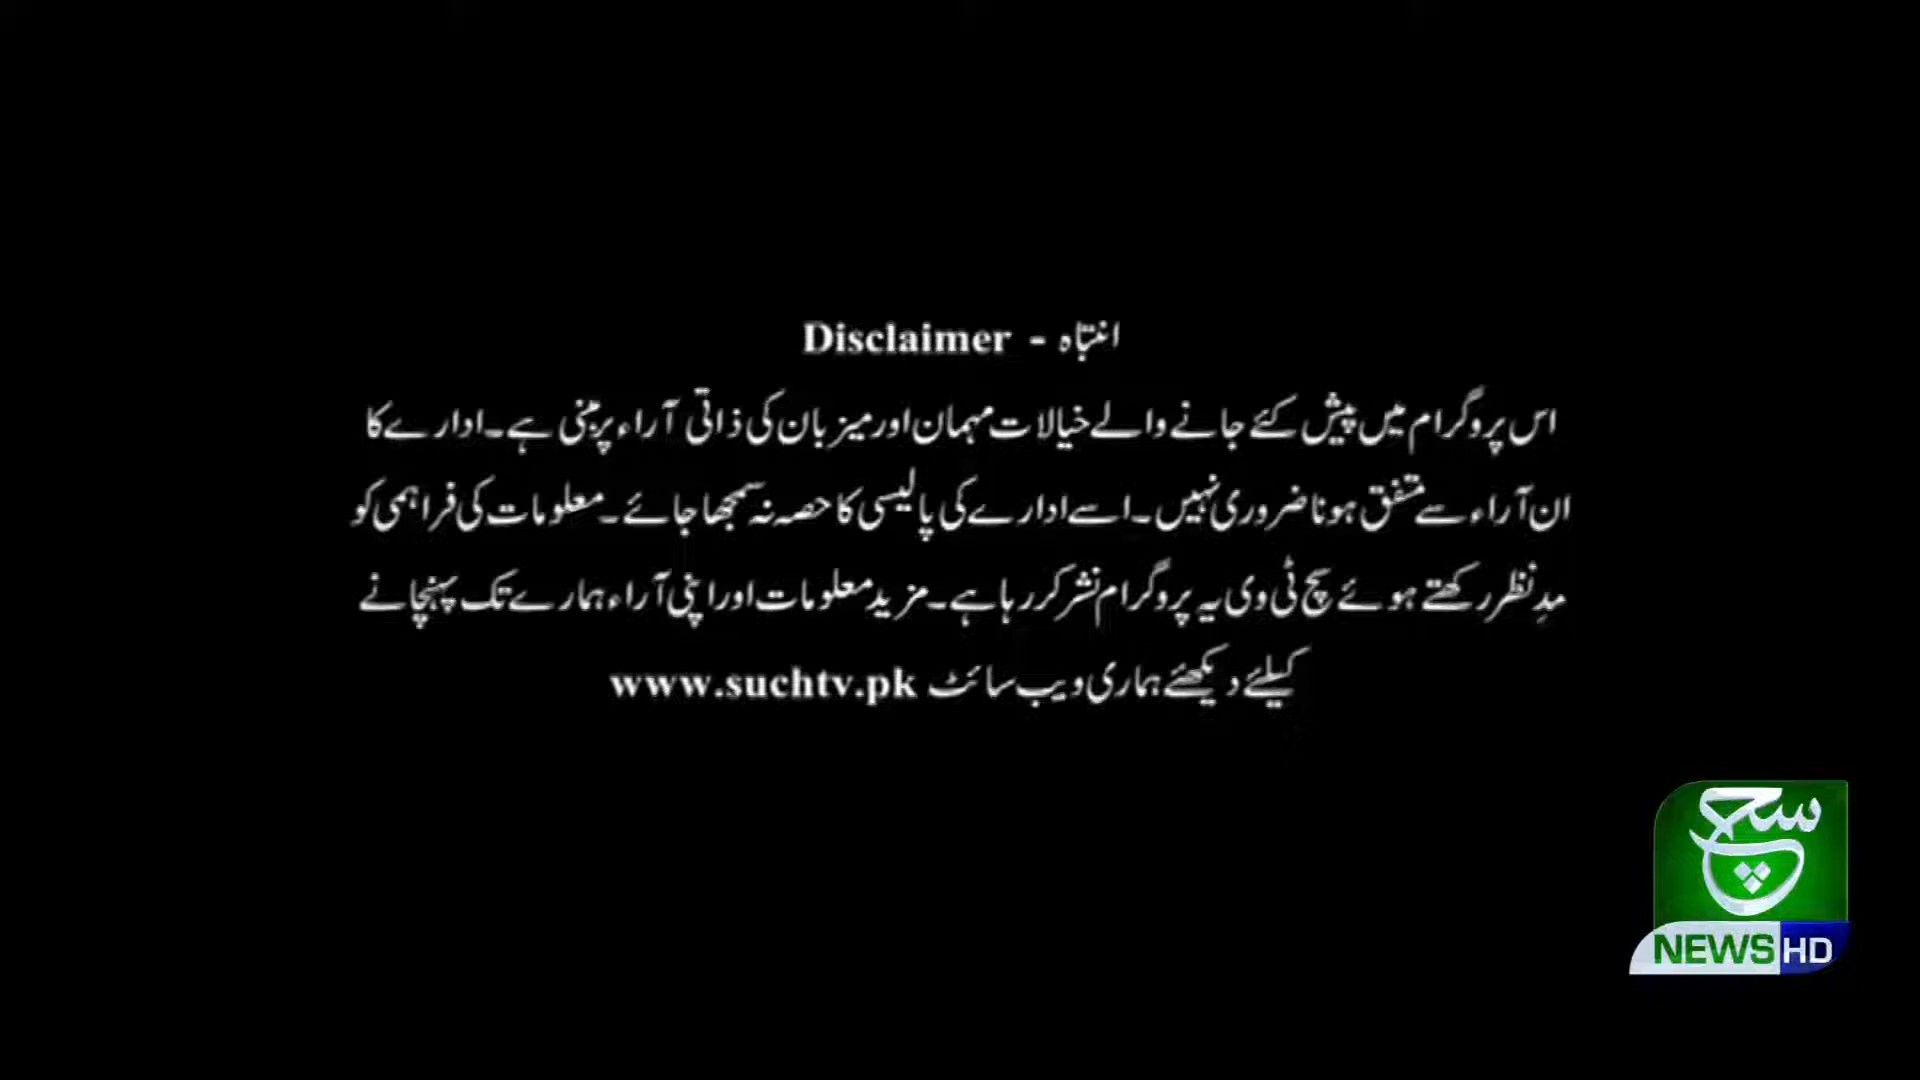 انتباہ - Disclaimer
اس پروگرام میں پیش کئے جانے والے خیالات مہمان اور میزبان کی ذاتی آراء پر مبنی ہے۔ ادارے کا
ان آراء سے متفق ہونا ضروری نہیں۔ اسے ادارے کی پالیسی کا حصہ نہ سمجھا جائے۔ معلومات کی فراہمی کو
مدِنظر رکھتے ہوئے سچ ٹی وی یہ پروگرام نشر کر رہا ہے۔ مزید معلومات اور اپنی آراء ہمارے تک پہنچانے
کیلئے دیکھئے ہماری ویب سائٹ www.suchtv.pk
سچ
NEWS HD